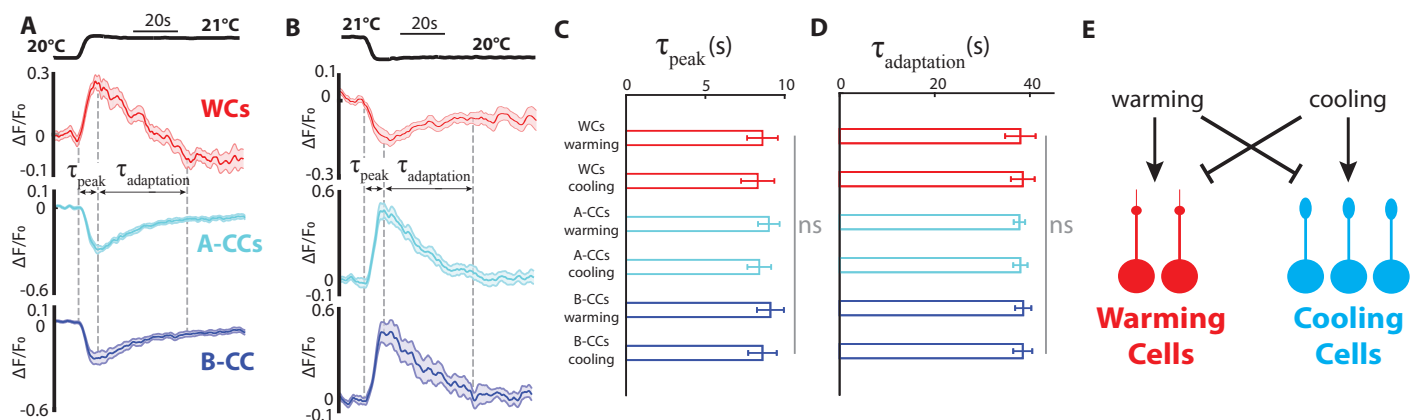 A
20s
21°C
20°C
0.3
0
-0.1
ΔF/F₀
WCs
τpeak
τadaptation
0.1
0
-0.6
ΔF/F₀
A-CCs
0.1
0
-0.6
ΔF/F₀
B-CC
B
21°C
20s
20°C
0.1
0
-0.3
ΔF/F₀
τpeak
τadaptation
0.6
0
-0.1
ΔF/F₀
0.6
0
-0.1
ΔF/F₀
C
τpeak(s)
0
5
10
WCs
warming
WCs
cooling
A-CCs
warming
A-CCs
cooling
B-CCs
warming
B-CCs
cooling
ns
D
τadaptation(s)
0
20
40
ns
E
warming
cooling
Warming
Cells
Cooling
Cells